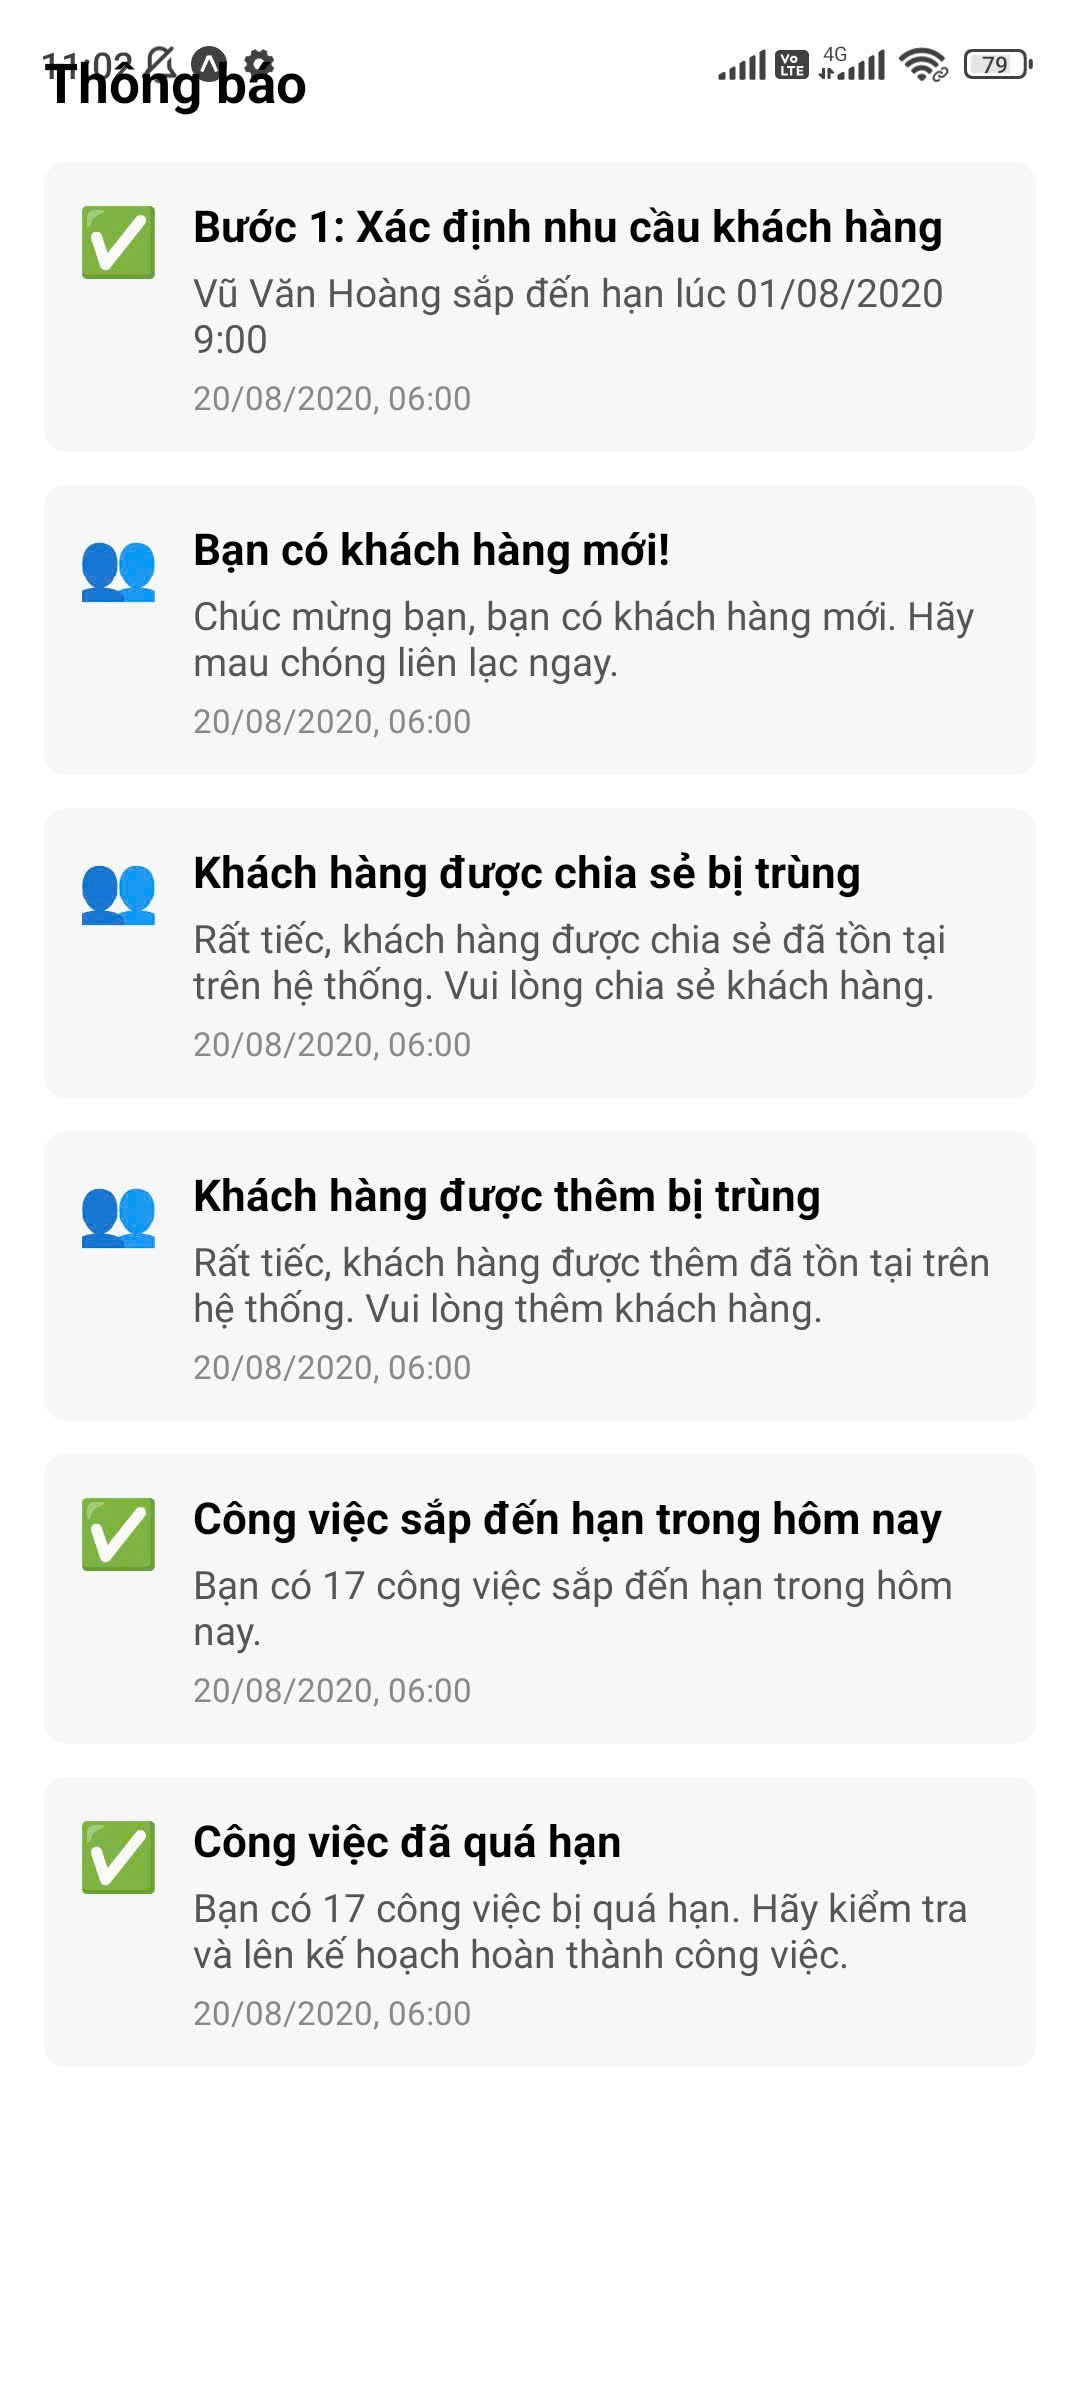 11:02
Vo LTE 4G 79
Thông báo
Bước 1: Xác định nhu cầu khách hàng
Vũ Văn Hoàng sắp đến hạn lúc 01/08/2020
9:00
20/08/2020, 06:00
Bạn có khách hàng mới!
Chúc mừng bạn, bạn có khách hàng mới. Hãy
mau chóng liên lạc ngay.
20/08/2020, 06:00
Khách hàng được chia sẻ bị trùng
Rất tiếc, khách hàng được chia sẻ đã tồn tại
trên hệ thống. Vui lòng chia sẻ khách hàng.
20/08/2020, 06:00
Khách hàng được thêm bị trùng
Rất tiếc, khách hàng được thêm đã tồn tại trên
hệ thống. Vui lòng thêm khách hàng.
20/08/2020, 06:00
Công việc sắp đến hạn trong hôm nay
Bạn có 17 công việc sắp đến hạn trong hôm
nay.
20/08/2020, 06:00
Công việc đã quá hạn
Bạn có 17 công việc bị quá hạn. Hãy kiểm tra
và lên kế hoạch hoàn thành công việc.
20/08/2020, 06:00